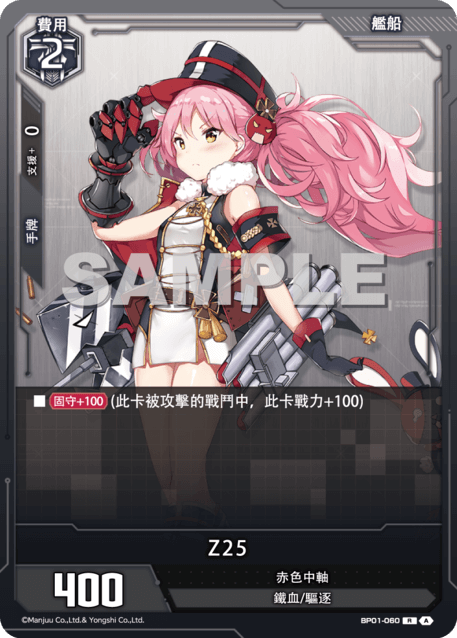 費用
2
艦船
支援+ 0
手牌
SAMPLE
■ 固守+100 (此卡被攻擊的戰鬥中，此卡戰力+100)
Z25
400
赤色中軸
鐵血/驅逐
©Manjuu Co.,Ltd.& Yongshi Co.,Ltd.
BP01-060 R A